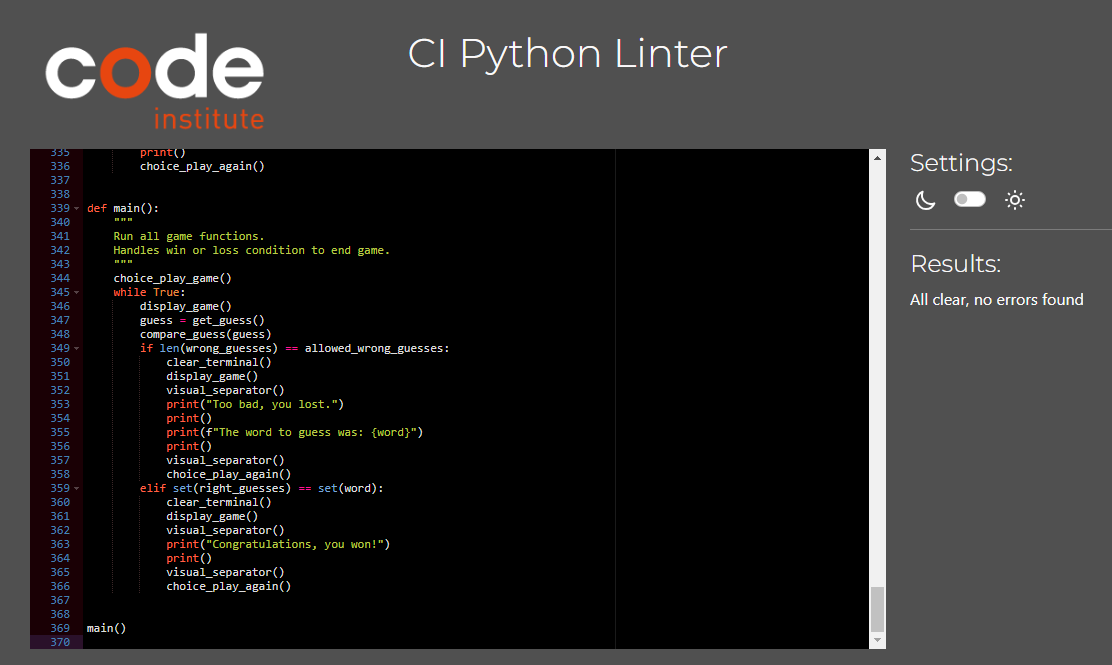 code
institute
CI Python Linter
335 print()
336 choice_play_again()
337
338
339 def main():
340 """
341 Run all game functions.
342 Handles win or loss condition to end game.
343 """
344 choice_play_game()
345 while True:
346 display_game()
347 guess = get_guess()
348 compare_guess(guess)
349 if len(wrong_guesses) == allowed_wrong_guesses:
350 clear_terminal()
351 display_game()
352 visual_separator()
353 print("Too bad, you lost.")
354 print()
355 print(f"The word to guess was: {word}")
356 print()
357 visual_separator()
358 choice_play_again()
359 elif set(right_guesses) == set(word):
360 clear_terminal()
361 display_game()
362 visual_separator()
363 print("Congratulations, you won!")
364 print()
365 visual_separator()
366 choice_play_again()
367
368
369 main()
370
Settings:
Results:
All clear, no errors found